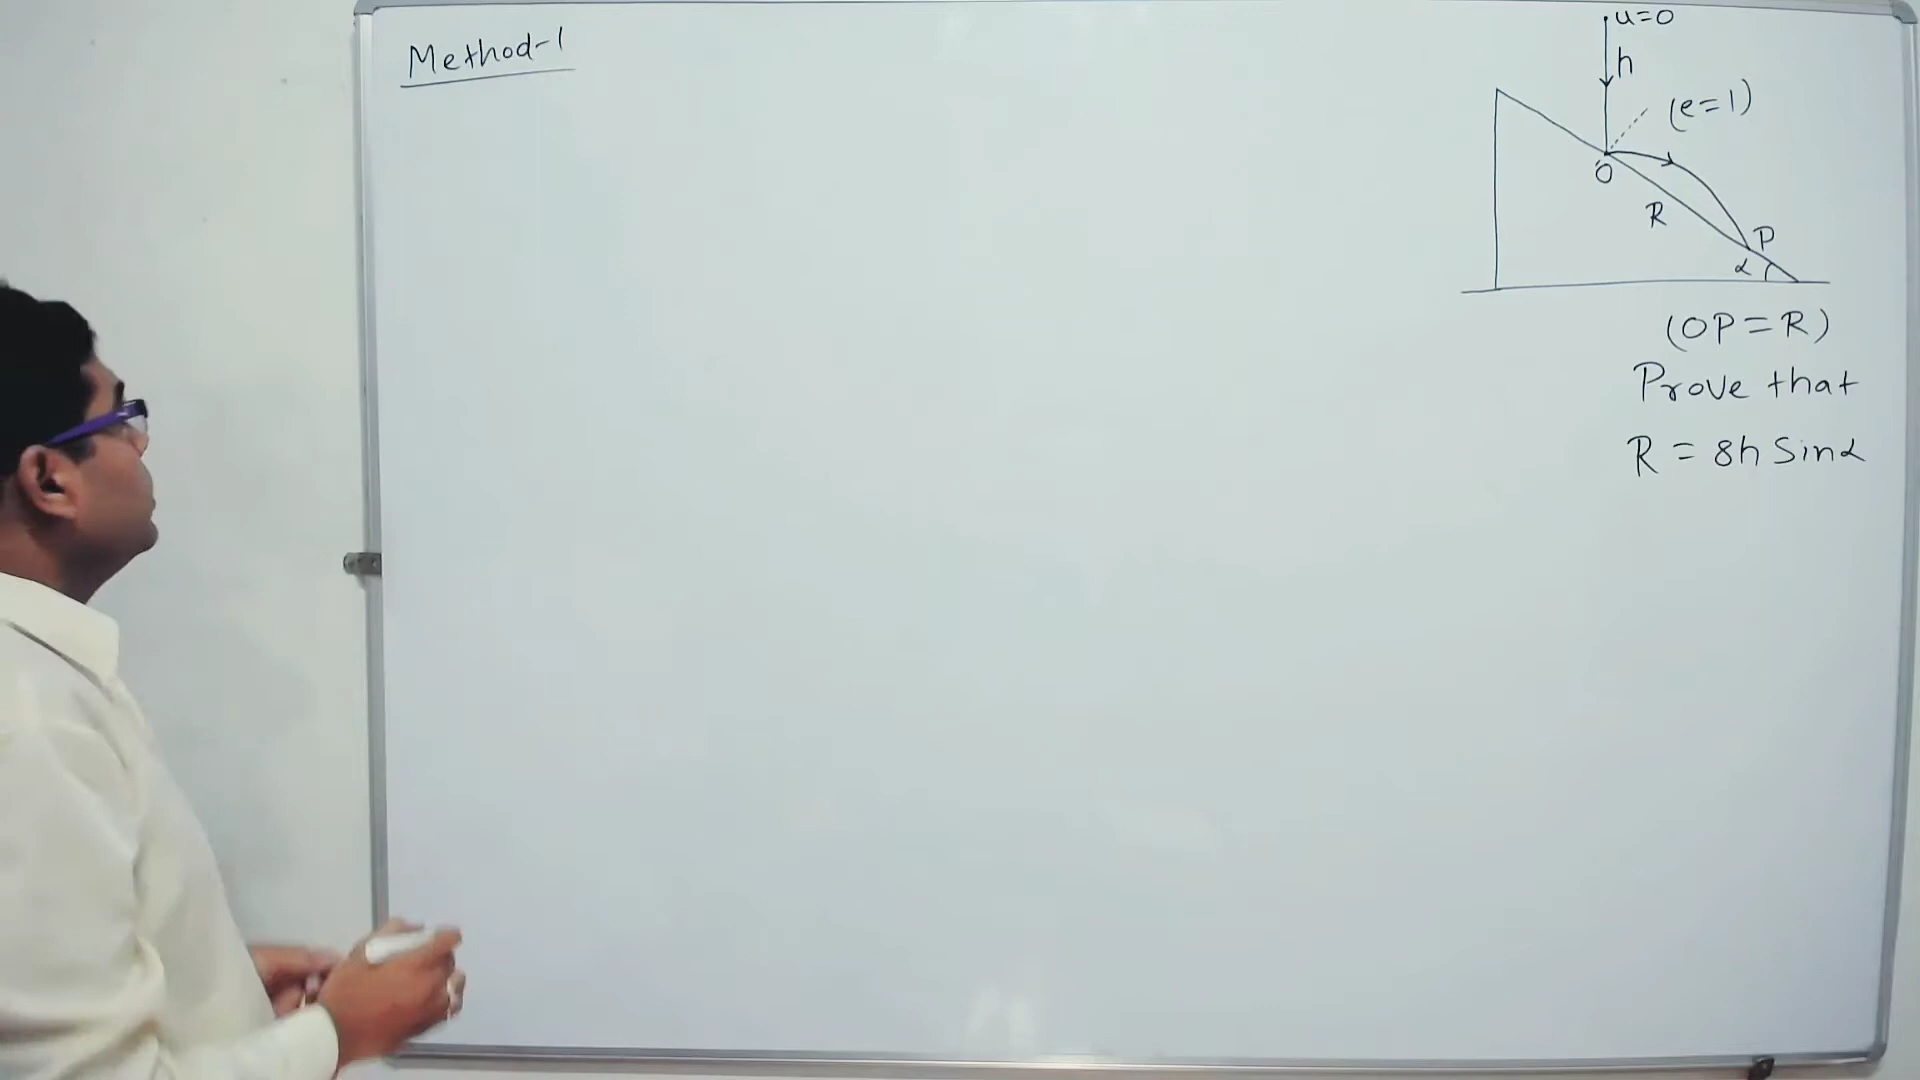 Method-1
u=0
h
(e=1)
O
R
P
α
(OP=R)
Prove that
R = 8h Sinα